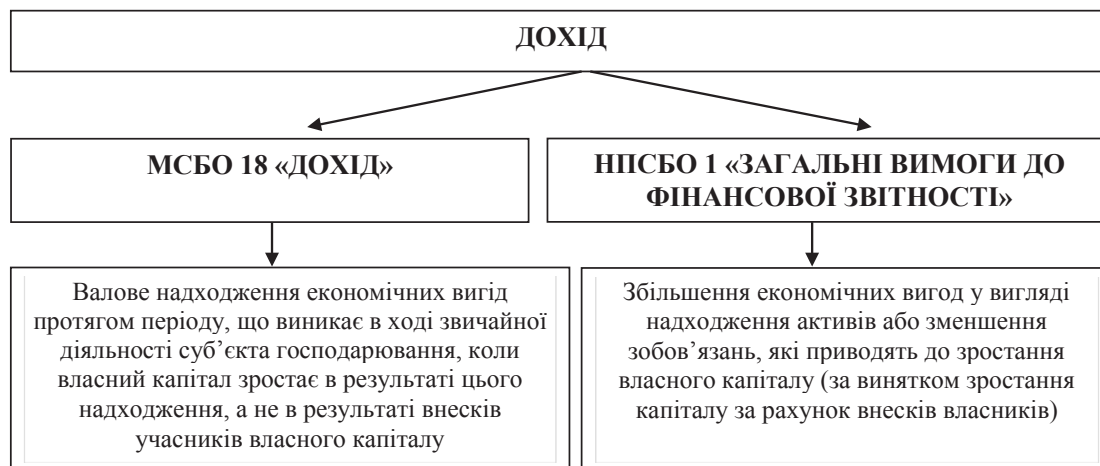 ДОХІД
МСБО 18 «ДОХІД»
НПСБО 1 «ЗАГАЛЬНІ ВИМОГИ ДО
ФІНАНСОВОЇ ЗВІТНОСТІ»
Валове надходження економічних вигід
протягом періоду, що виникає в ході звичайної
діяльності суб’єкта господарювання, коли
власний капітал зростає в результаті цього
надходження, а не в результаті внесків
учасників власного капіталу
Збільшення економічних вигод у вигляді
надходження активів або зменшення
зобов’язань, які приводять до зростання
власного капіталу (за винятком зростання
капіталу за рахунок внесків власників)